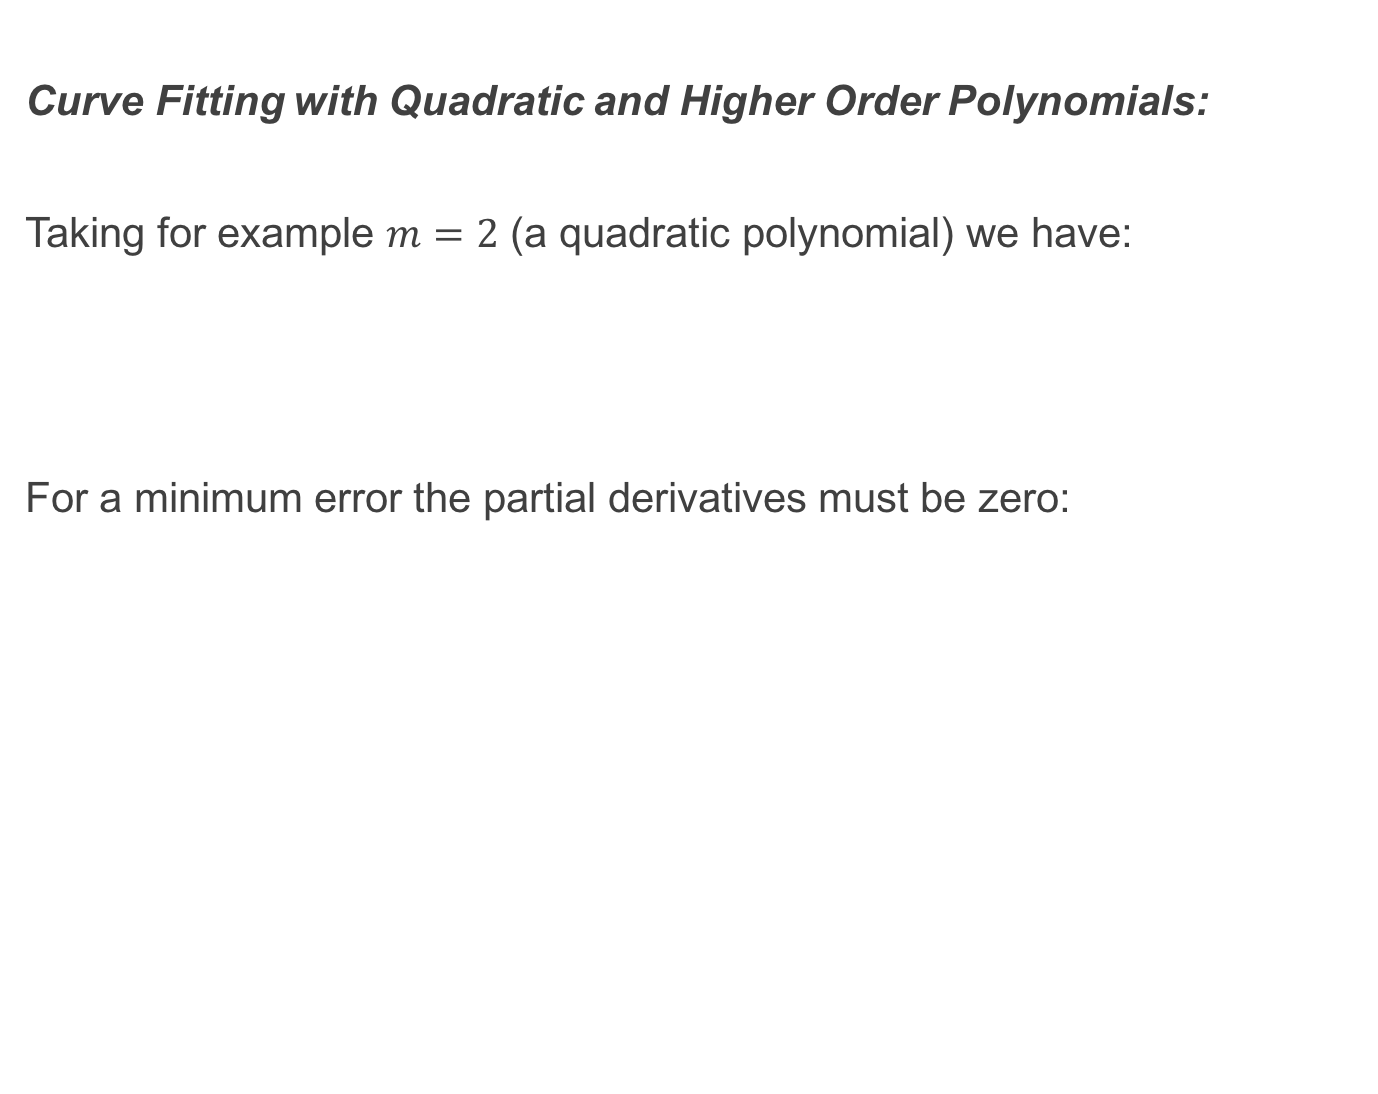 Curve Fitting with Quadratic and Higher Order Polynomials:
Taking for example 𝑚 = 2 (a quadratic polynomial) we have:
For a minimum error the partial derivatives must be zero: